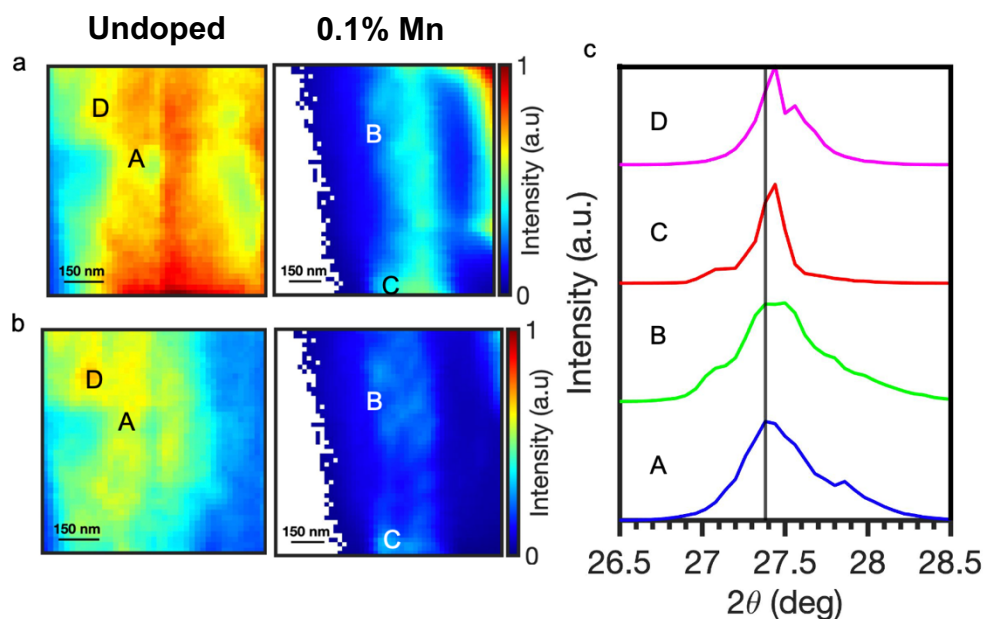 Undoped
0.1% Mn
a
D
A
150 nm
B
C
150 nm
1
Intensity (a.u)
0
b
D
A
150 nm
B
C
150 nm
1
Intensity (a.u)
0
c
Intensity (a.u.)
D
C
B
A
26.5 27 27.5 28 28.5
2θ (deg)